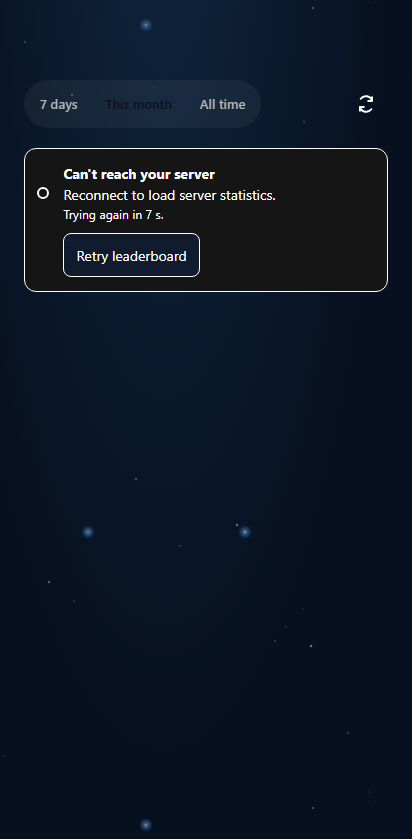 7 days
This month
All time
Can't reach your server
Reconnect to load server statistics.
Trying again in 7 s.
Retry leaderboard